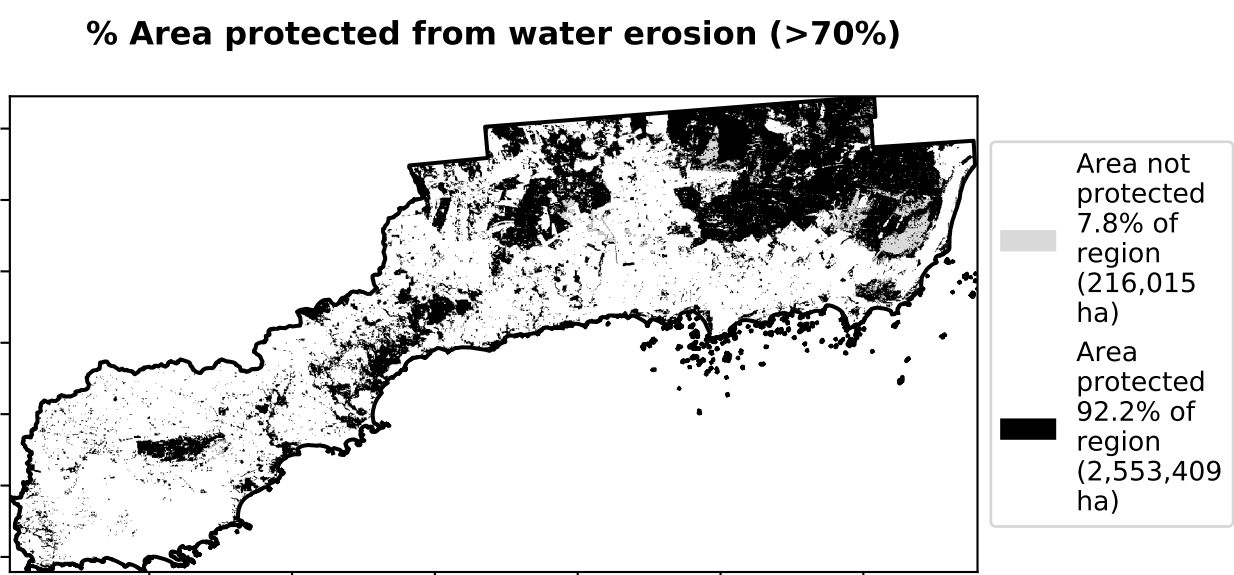 % Area protected from water erosion (>70%)
Area not
protected
7.8% of
region
(216,015
ha)
Area
protected
92.2% of
region
(2,553,409
ha)